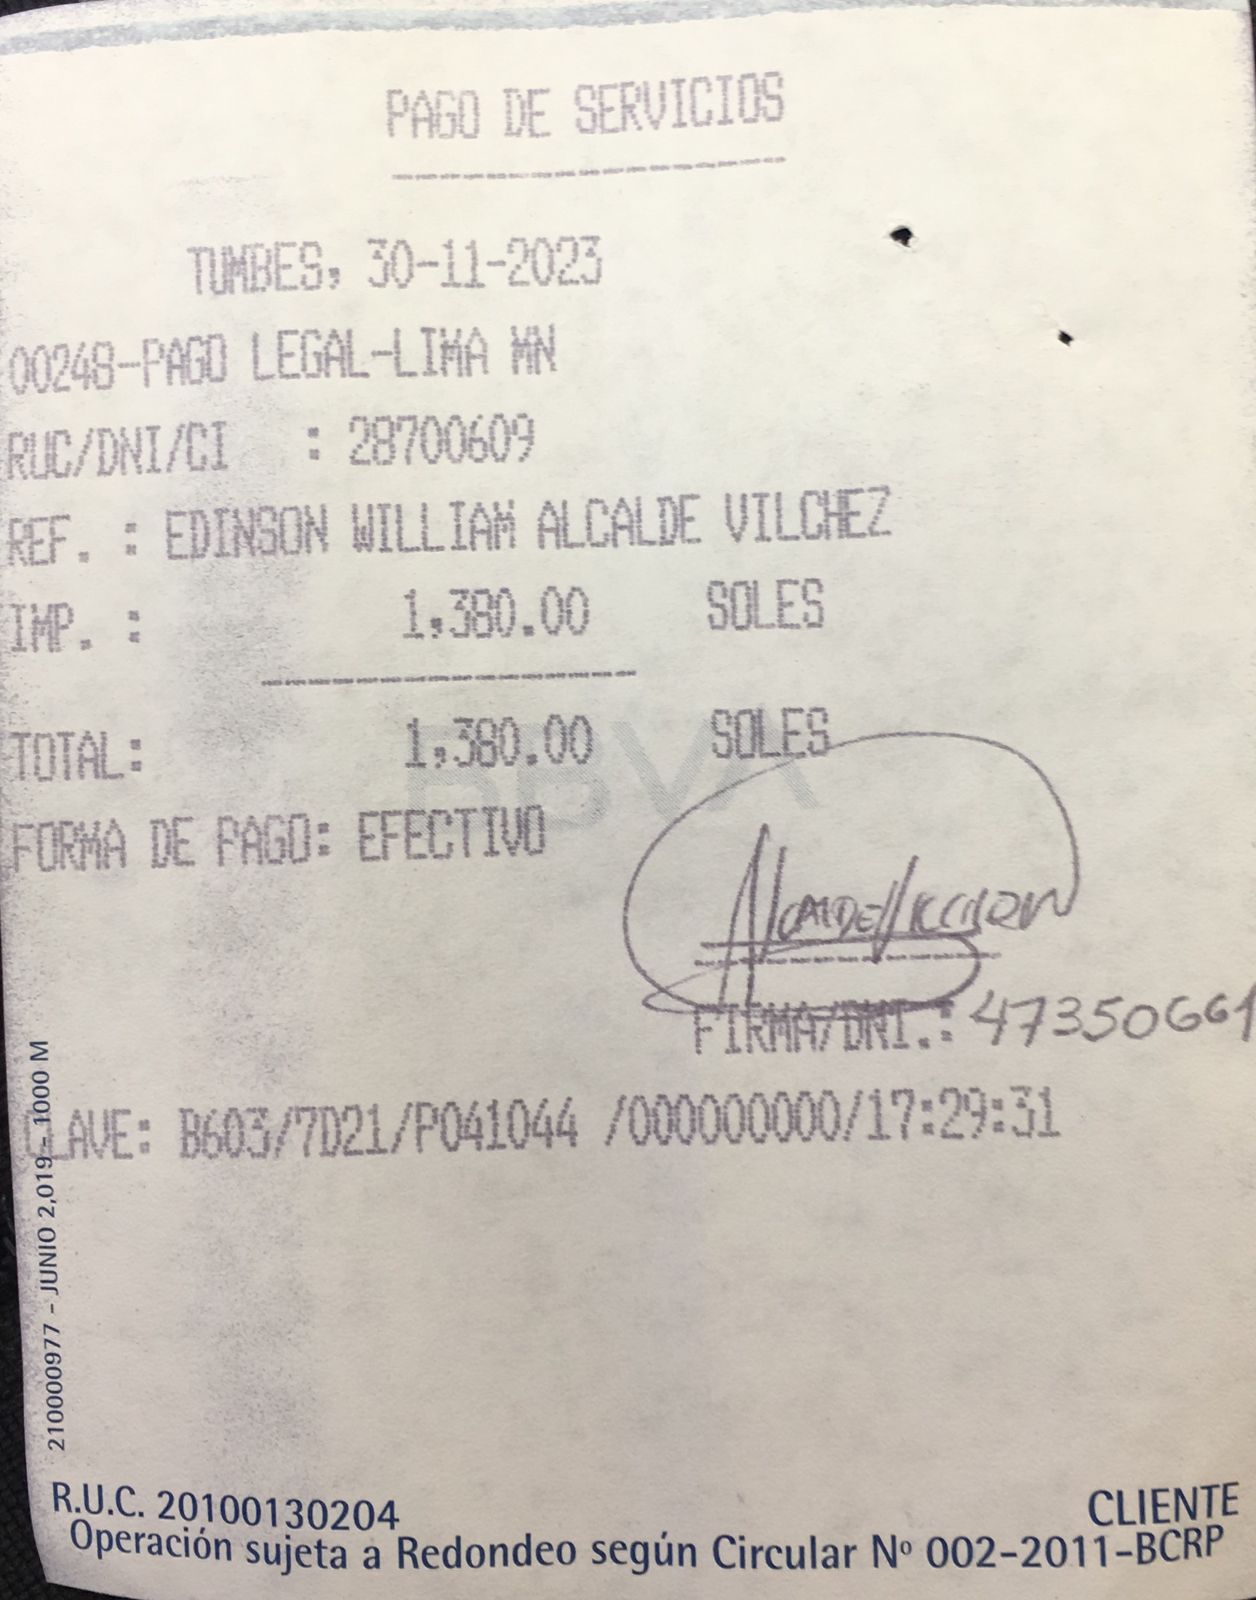 PAGO DE SERVICIOS
TUMBES, 30-11-2023
00248-PAGO LEGAL-LIMA MN
RUC/DNI/CI : 28700609
REF. : EDINSON WILLIAM ALCALDE VILCHEZ
IMP. : 1,380.00 SOLES
TOTAL: 1,380.00 SOLES
BBVA
FORMA DE PAGO: EFECTIVO
FIRMA/DNI.: 47350661
CLAVE: B603/7D21/P041044 /000000000/17:29:31
210000977 - JUNIO 2,019- 1000 M
R.U.C. 20100130204
CLIENTE
Operación sujeta a Redondeo según Circular Nº 002-2011-BCRP